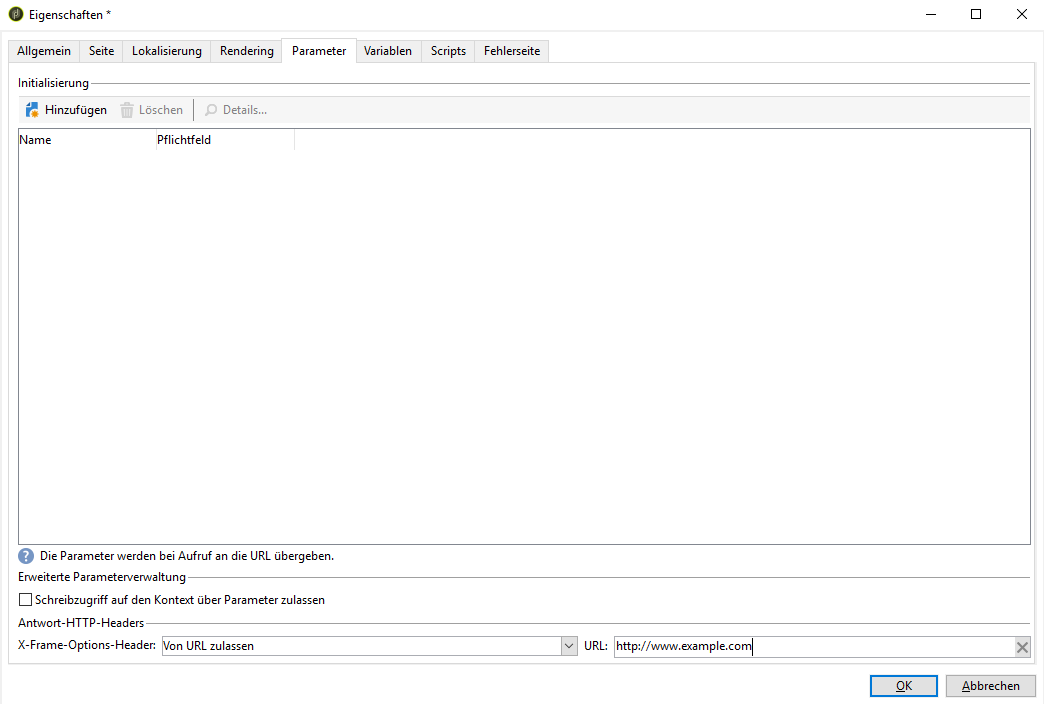 Eigenschaften *
Allgemein Seite Lokalisierung Rendering Parameter Variablen Scripts Fehlerseite
Initialisierung
Hinzufügen Löschen Details...
Name Pflichtfeld
Die Parameter werden bei Aufruf an die URL übergeben.
Erweiterte Parameterverwaltung
Schreibzugriff auf den Kontext über Parameter zulassen
Antwort-HTTP-Headers
X-Frame-Options-Header: Von URL zulassen URL: http://www.example.com
OK Abbrechen